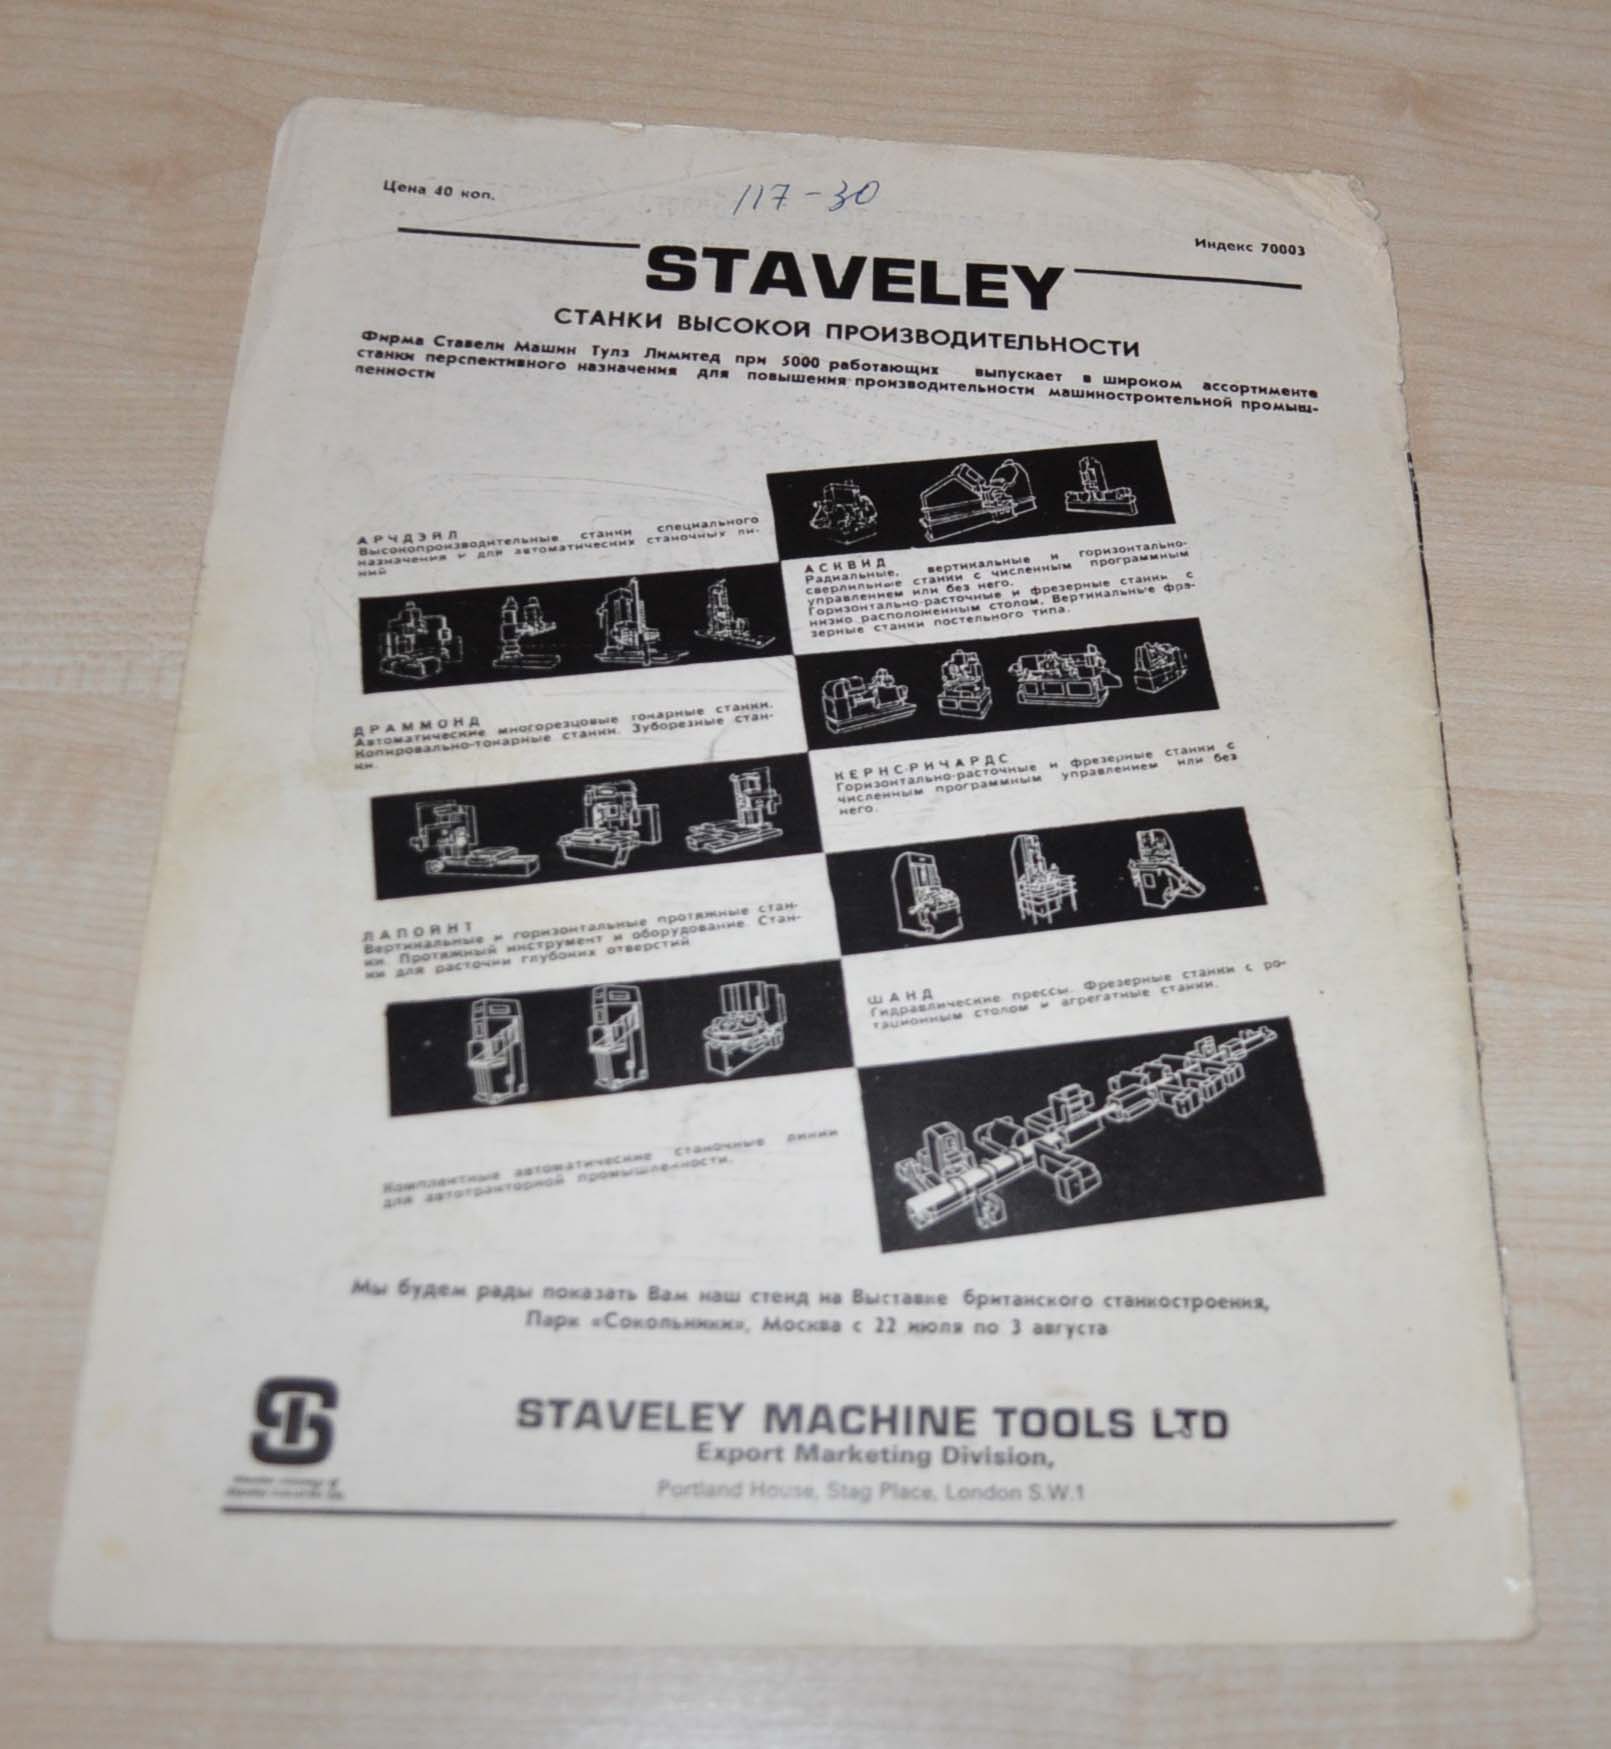 Цена 40 коп.
117-30
Индекс 70003
STAVELEY
СТАНКИ ВЫСОКОЙ ПРОИЗВОДИТЕЛЬНОСТИ
Фирма Ставели Машин Тулз Лимитед при 5000 работающих выпускает в широком ассортименте
станки перспективного назначения для повышения производительности машиностроительной промыш-
ленности
АРЧДЭЙЛ
Высокопроизводительные станки специального
назначения и для автоматических станочных ли-
ний
АСКВИД
Радиальные, вертикальные и горизонтально-
сверлильные станки с численным программным
управлением или без него.
Горизонтально-расточные и фрезерные станки с
низко расположенным столом, Вертикальные фре-
зерные станки постельного типа.
ДРАММОНД
Автоматические многорезцовые токарные станки.
Копировально-токарные станки. Зуборезные стан-
ки.
КЕРНС-РИЧАРДС
Горизонтально-расточные и фрезерные станки с
численным программным управлением или без
него.
ЛАПОЙНТ
Вертикальные и горизонтальные протяжные стан-
ки. Протяжный инструмент и оборудование. Стан-
ки для расточки глубоких отверстий
ШАНД
Гидравлические прессы. Фрезерные станки с ро-
тационным столом и агрегатные станки.
Комплектные автоматические станочные линии
для автотракторной промышленности.
Мы будем рады показать Вам наш стенд на Выставке британского станкостроения,
Парк «Сокольники», Москва с 22 июля по 3 августа
STAVELEY MACHINE TOOLS LTD
Export Marketing Division,
Portland House, Stag Place, London S.W.1